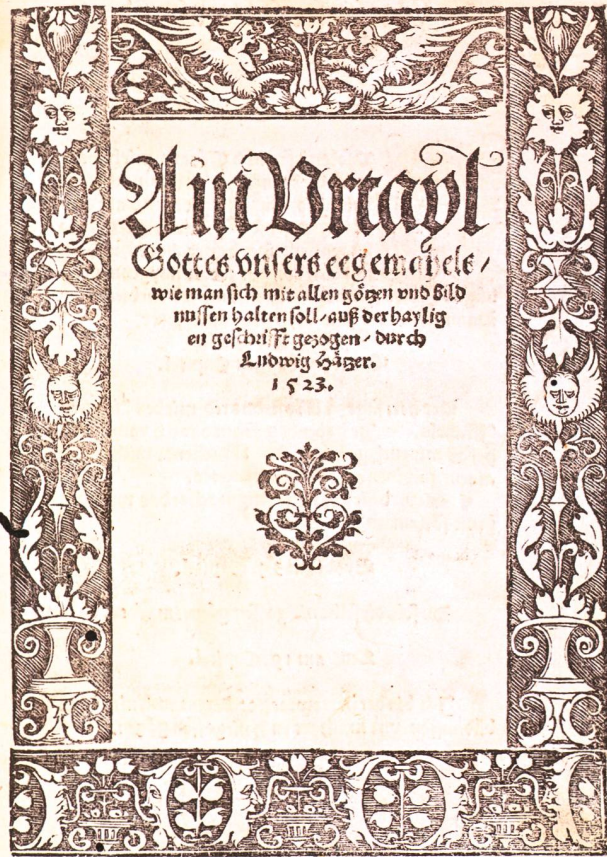 Ain Vrtayl
Gottes vnsers eegemahels /
wie man sich mit allen götzen vnd bild
nussen halten soll / auß der haylig
en geschrifft gezogen / durch
Ludwig Hätzer.
1523.